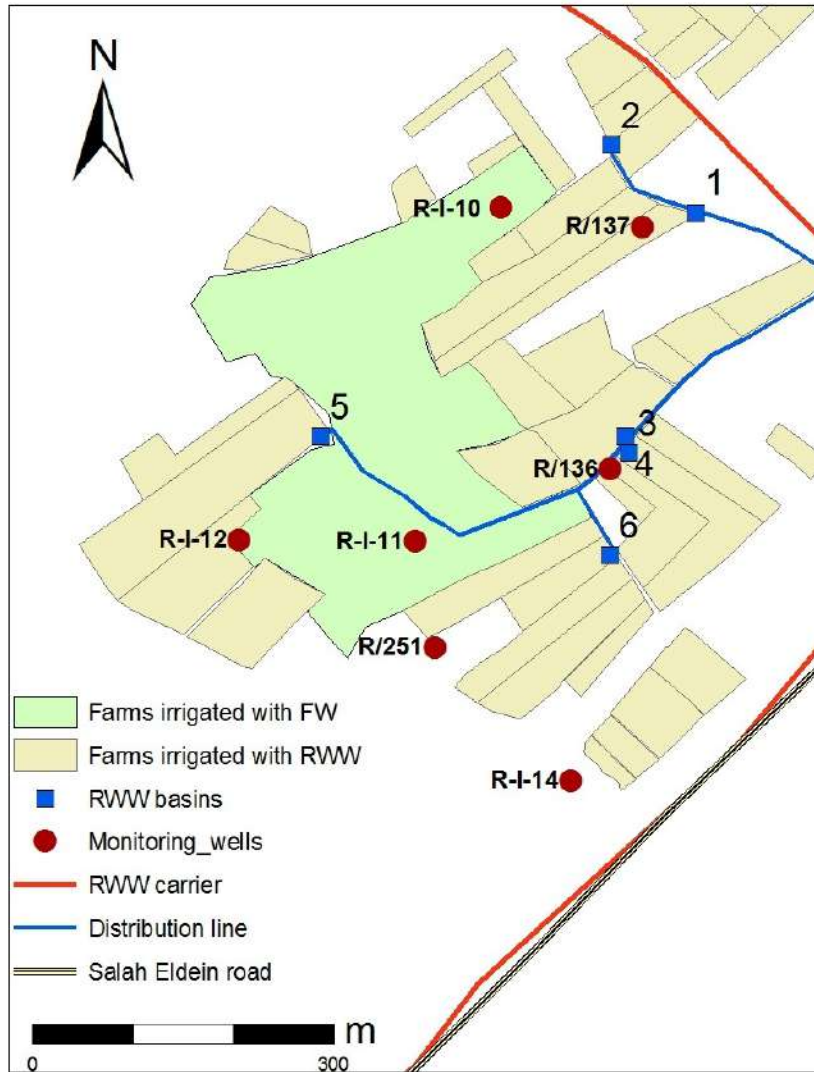 N
2
1
R-I-10
R/137
5
3
R/136
4
R-I-12
R-I-11
6
R/251
R-I-14
Farms irrigated with FW
Farms irrigated with RWW
RWW basins
Monitoring_wells
RWW carrier
Distribution line
Salah Eldein road
m
0 300